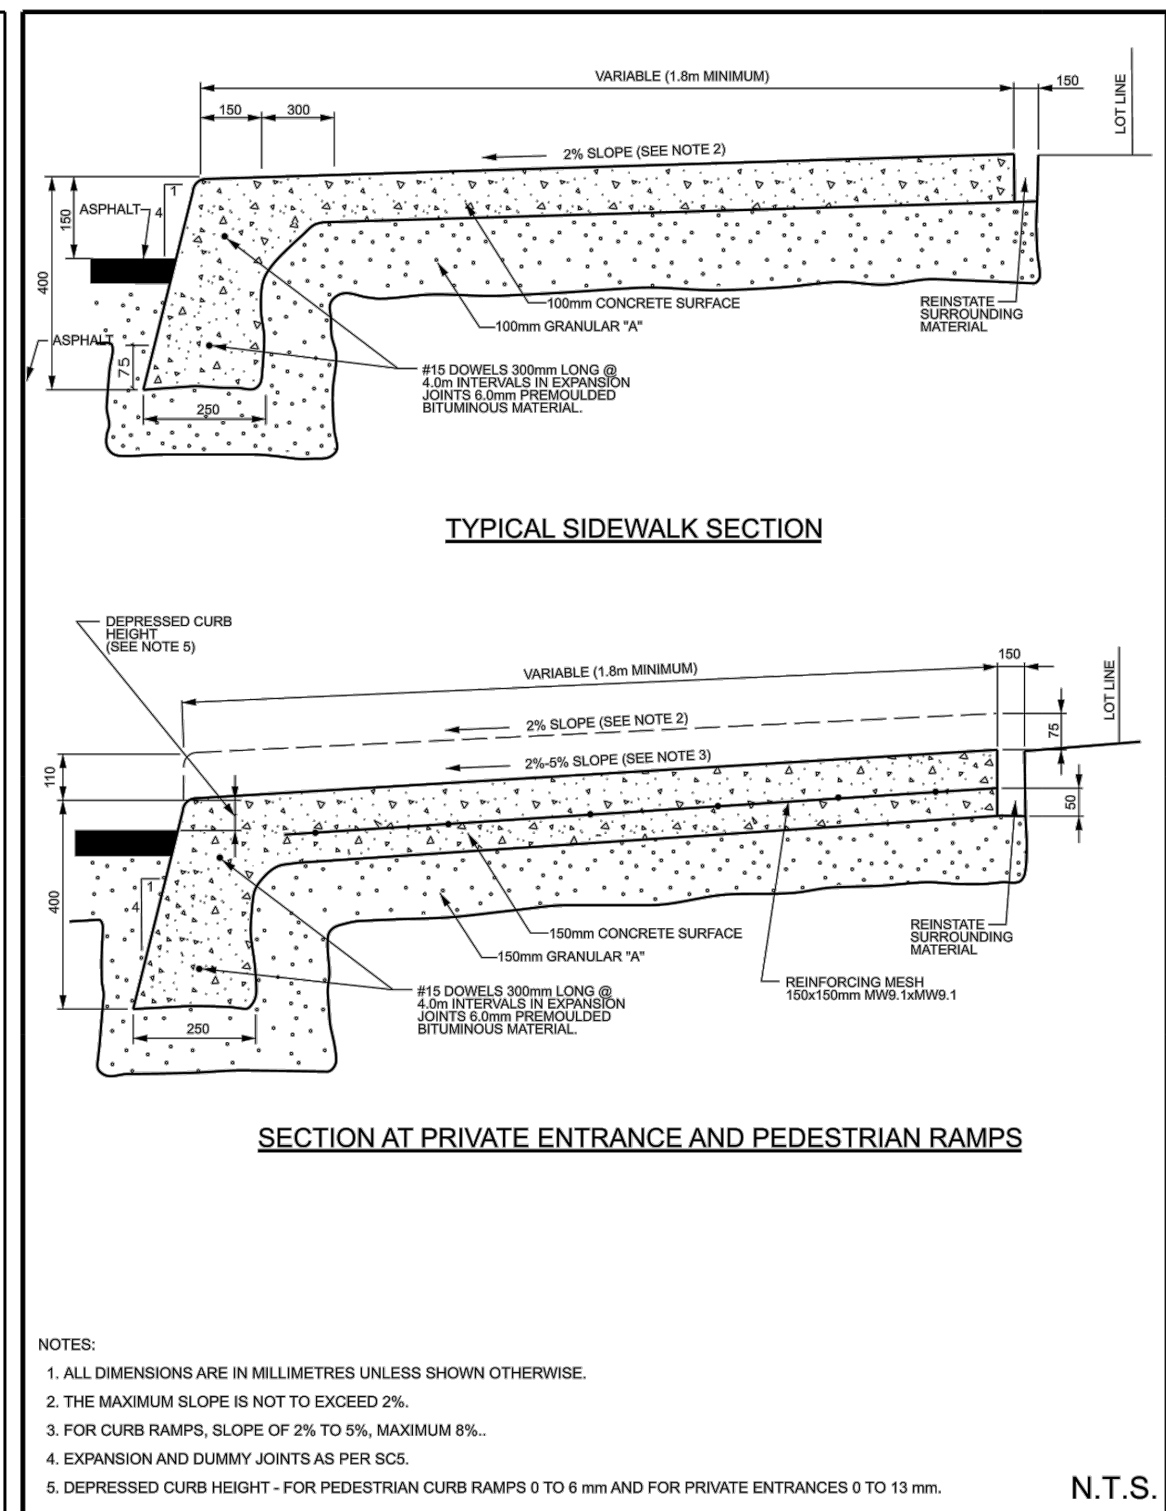 VARIABLE (1.8m MINIMUM)
150
LOT LINE
150
300
2% SLOPE (SEE NOTE 2)
1
4
ASPHALT
150
400
ASPHALT
75
250
100mm CONCRETE SURFACE
100mm GRANULAR "A"
REINSTATE
SURROUNDING
MATERIAL
#15 DOWELS 300mm LONG @
4.0m INTERVALS IN EXPANSION
JOINTS 6.0mm PREMOULDED
BITUMINOUS MATERIAL.
TYPICAL SIDEWALK SECTION
DEPRESSED CURB
HEIGHT
(SEE NOTE 5)
VARIABLE (1.8m MINIMUM)
150
LOT LINE
2% SLOPE (SEE NOTE 2)
75
2%-5% SLOPE (SEE NOTE 3)
110
50
1
4
400
150mm CONCRETE SURFACE
150mm GRANULAR "A"
REINSTATE
SURROUNDING
MATERIAL
REINFORCING MESH
150x150mm MW9.1xMW9.1
#15 DOWELS 300mm LONG @
4.0m INTERVALS IN EXPANSION
JOINTS 6.0mm PREMOULDED
BITUMINOUS MATERIAL.
250
SECTION AT PRIVATE ENTRANCE AND PEDESTRIAN RAMPS
NOTES:
1. ALL DIMENSIONS ARE IN MILLIMETRES UNLESS SHOWN OTHERWISE.
2. THE MAXIMUM SLOPE IS NOT TO EXCEED 2%.
3. FOR CURB RAMPS, SLOPE OF 2% TO 5%, MAXIMUM 8%..
4. EXPANSION AND DUMMY JOINTS AS PER SC5.
5. DEPRESSED CURB HEIGHT - FOR PEDESTRIAN CURB RAMPS 0 TO 6 mm AND FOR PRIVATE ENTRANCES 0 TO 13 mm.
N.T.S.